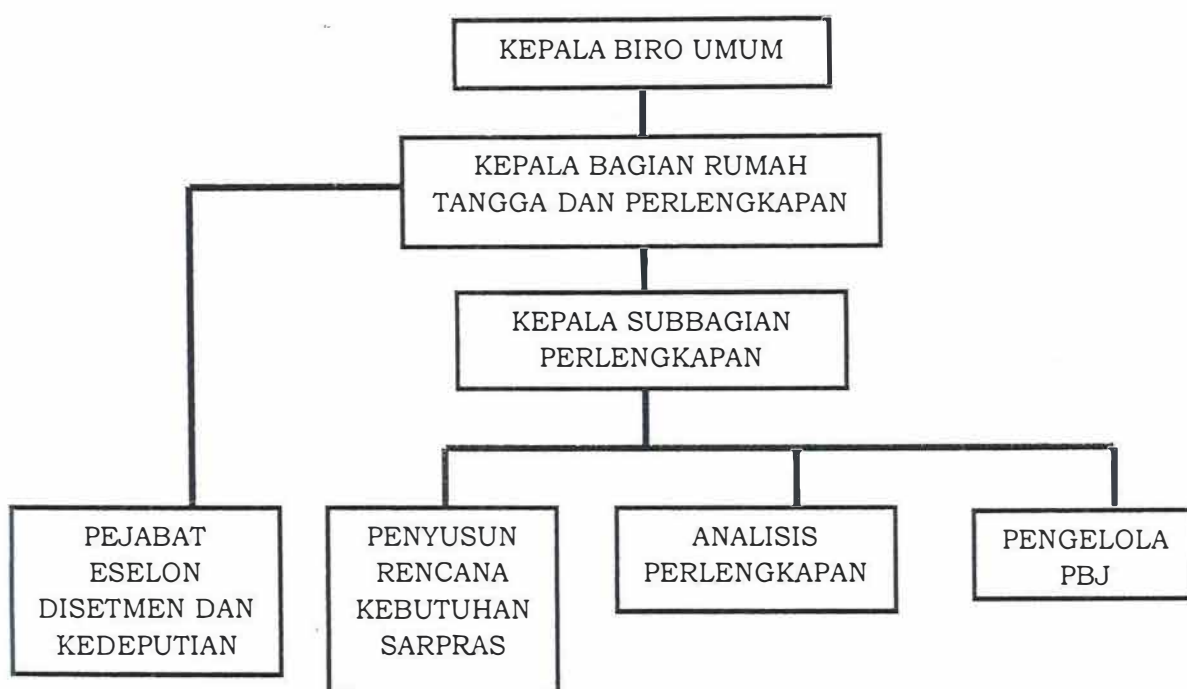 KEPALA BIRO UMUM
KEPALA BAGIAN RUMAH
TANGGA DAN PERLENGKAPAN
KEPALA SUBBAGIAN
PERLENGKAPAN
PEJABAT
ESELON
DISETMEN DAN
KEDEPUTIAN
PENYUSUN
RENCANA
KEBUTUHAN
SARPRAS
ANALISIS
PERLENGKAPAN
PENGELOLA
PBJ